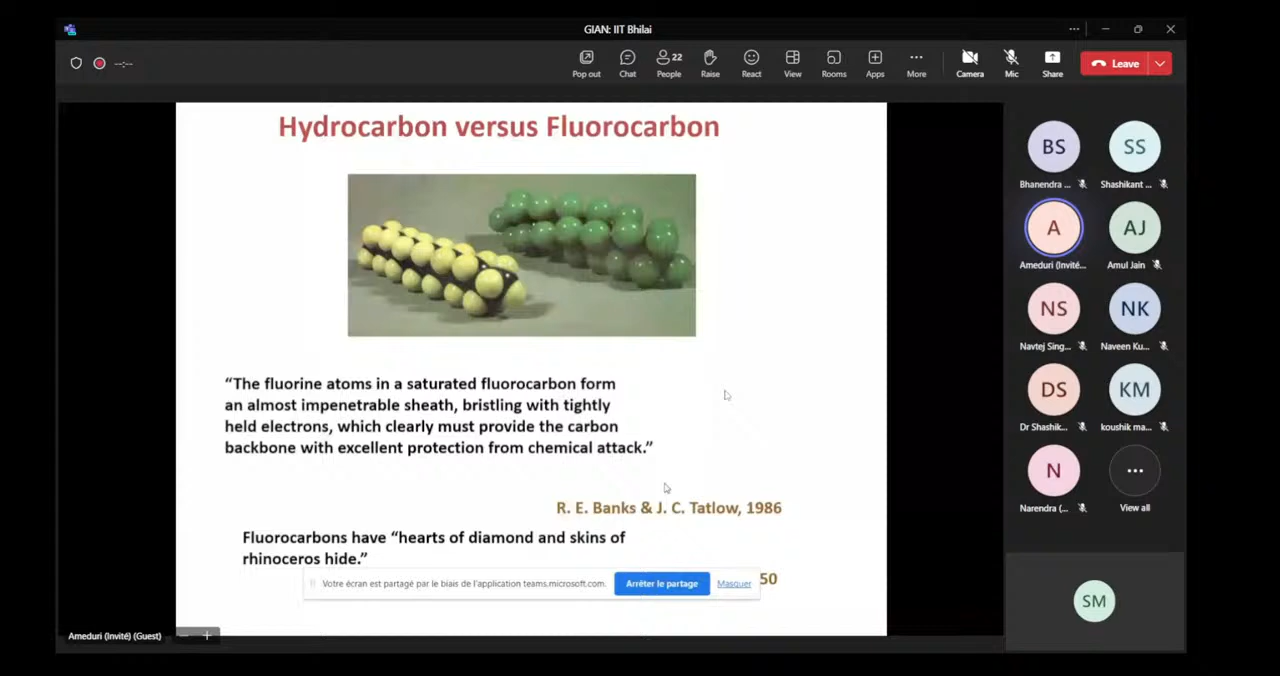 GIAN: IIT Bhilai
--:--
Pop out
Chat
22
People
Raise
React
View
Rooms
Apps
More
Camera
Mic
Share
Leave
Hydrocarbon versus Fluorocarbon
“The fluorine atoms in a saturated fluorocarbon form
an almost impenetrable sheath, bristling with tightly
held electrons, which clearly must provide the carbon
backbone with excellent protection from chemical attack.”
R. E. Banks & J. C. Tatlow, 1986
Fluorocarbons have “hearts of diamond and skins of
rhinoceros hide.”
50
Votre écran est partagé par le biais de l'application teams.microsoft.com.
Arrêter le partage
Masquer
Ameduri (Invité) (Guest)
BS
Bhanendra ...
SS
Shashikant ...
A
Ameduri (Invité...
AJ
Amul Jain
NS
Navtej Sing...
NK
Naveen Ku...
DS
Dr Shashik...
KM
koushik ma...
N
Narendra (...
View all
SM